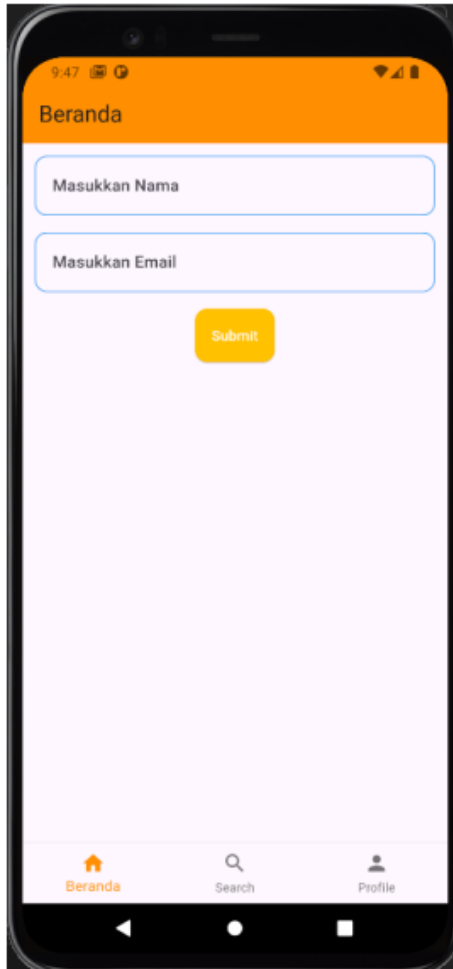 9:47
Beranda
Masukkan Nama
Masukkan Email
Submit
Beranda
Search
Profile